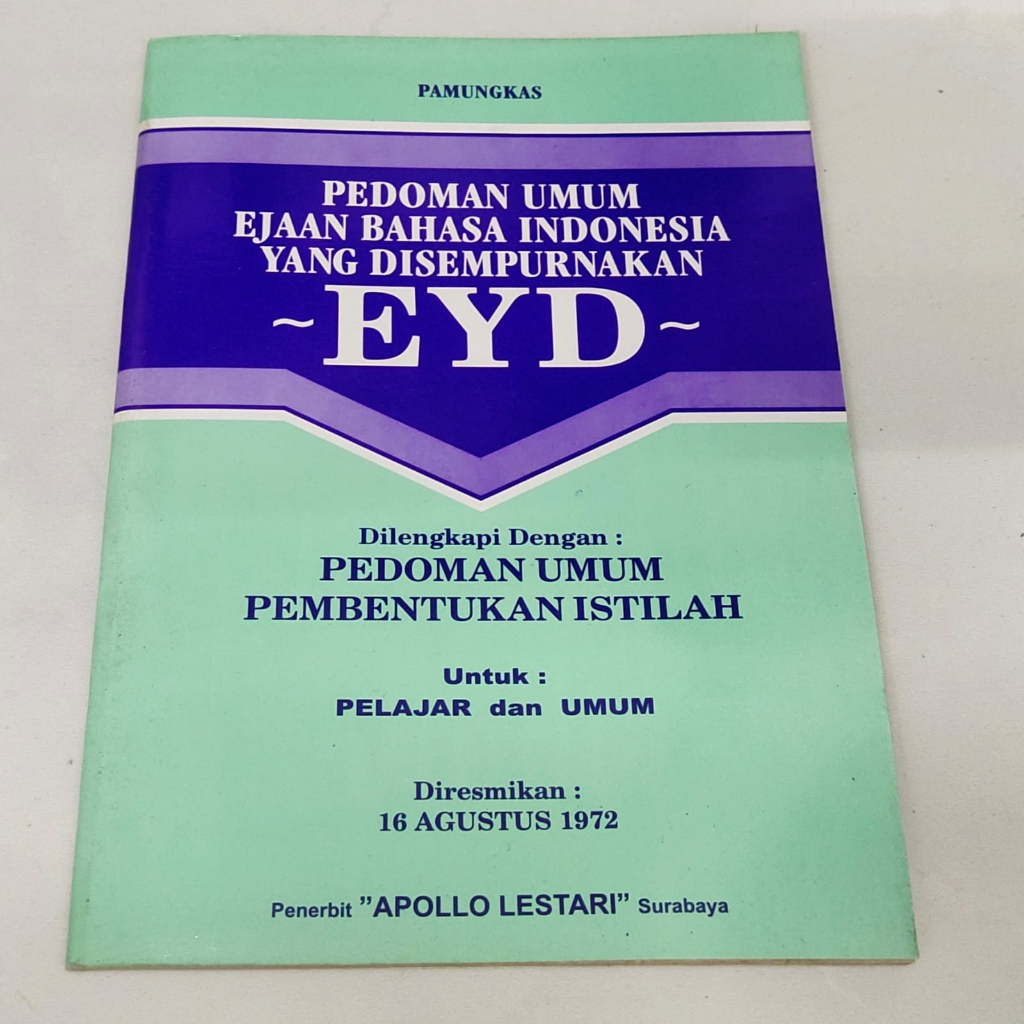 PAMUNGKAS
PEDOMAN UMUM
EJAAN BAHASA INDONESIA
YANG DISEMPURNAKAN
~EYD~
Dilengkapi Dengan :
PEDOMAN UMUM
PEMBENTUKAN ISTILAH
Untuk :
PELAJAR dan UMUM
Diresmikan :
16 AGUSTUS 1972
Penerbit ”APOLLO LESTARI” Surabaya